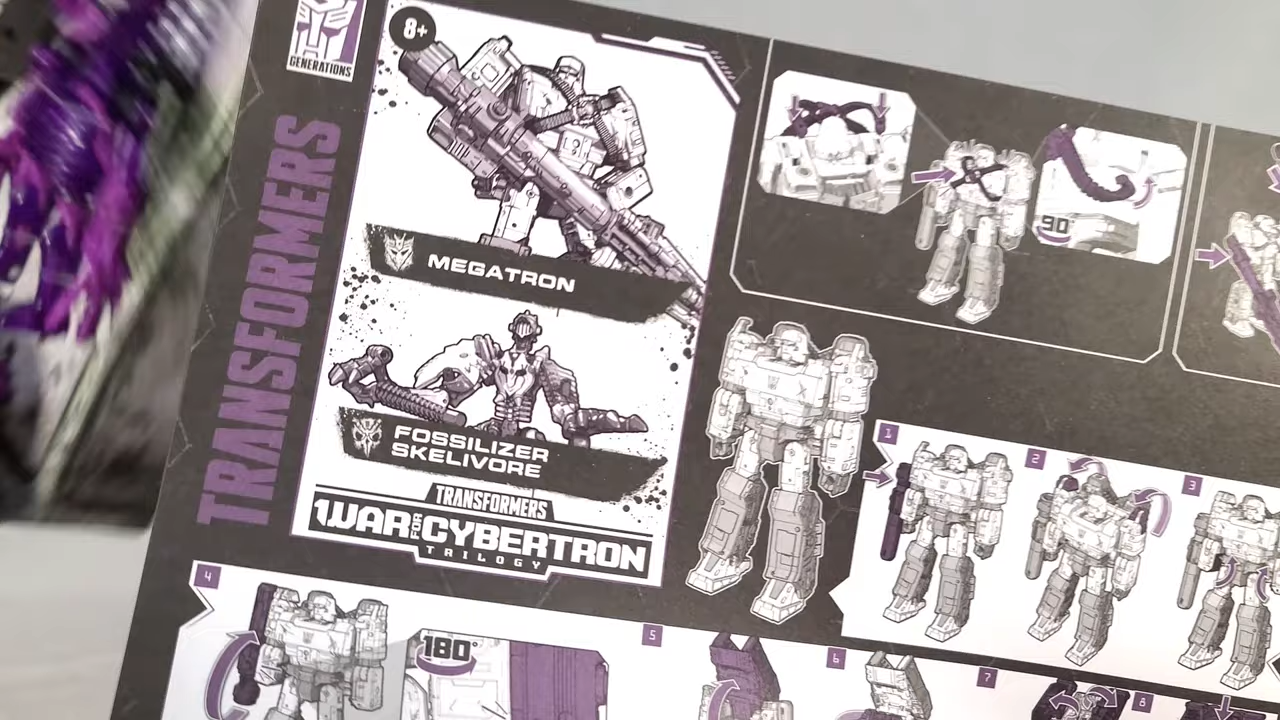 GENERATIONS
TRANSFORMERS
8+
MEGATRON
FOSSILIZER
SKELIVORE
TRANSFORMERS
WAR FOR CYBERTRON
TRILOGY
90
1
2
3
4
180°
5
6
7
8